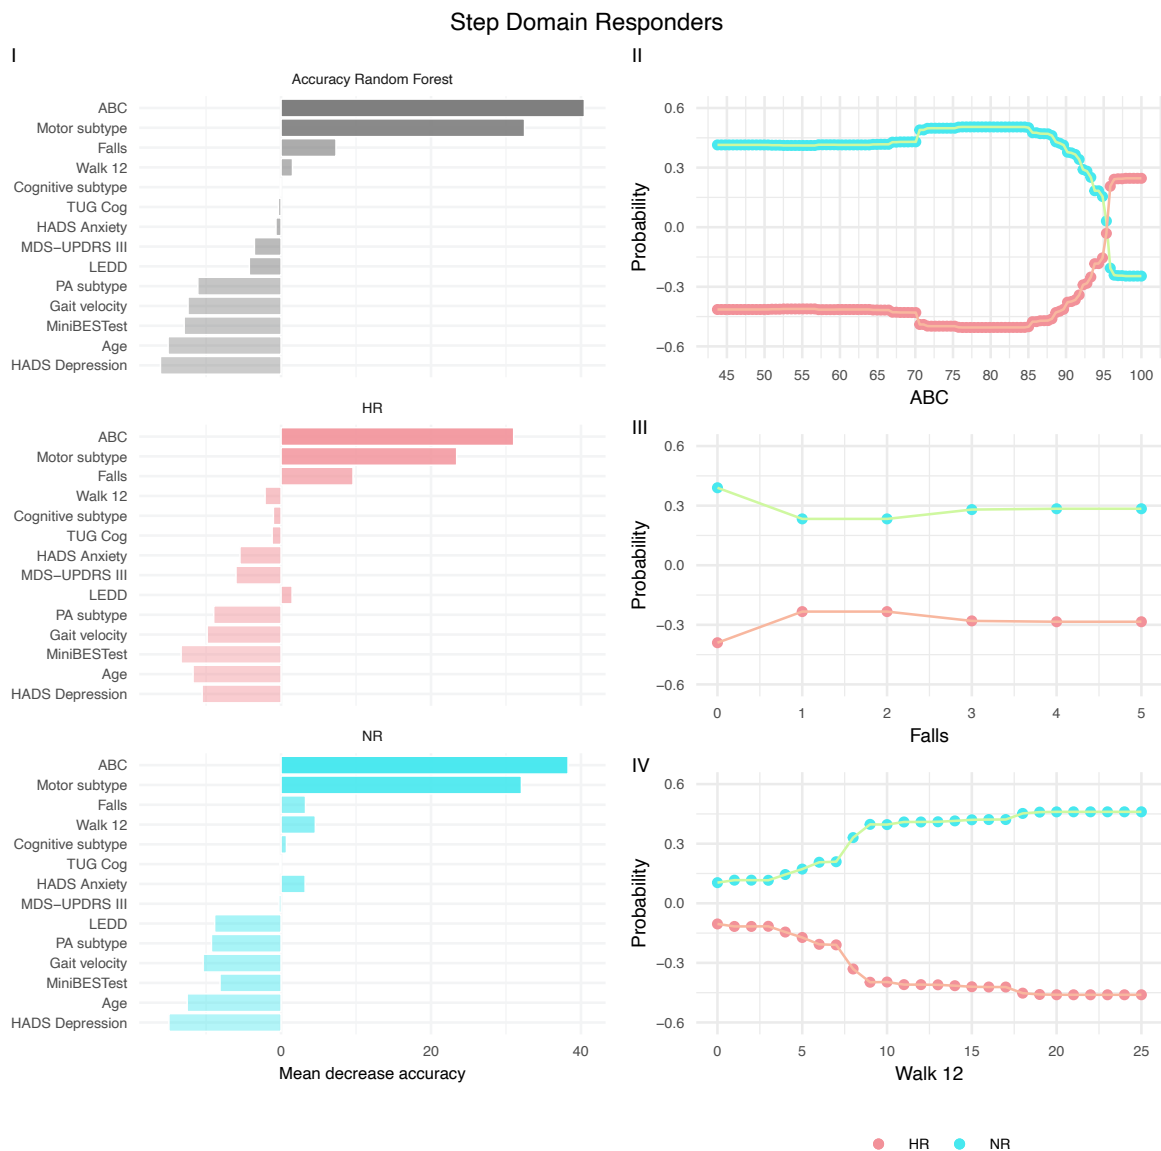 Step Domain Responders
I
Accuracy Random Forest
ABC
Motor subtype
Falls
Walk 12
Cognitive subtype
TUG Cog
HADS Anxiety
MDS−UPDRS III
LEDD
PA subtype
Gait velocity
MiniBESTest
Age
HADS Depression
HR
ABC
Motor subtype
Falls
Walk 12
Cognitive subtype
TUG Cog
HADS Anxiety
MDS−UPDRS III
LEDD
PA subtype
Gait velocity
MiniBESTest
Age
HADS Depression
NR
ABC
Motor subtype
Falls
Walk 12
Cognitive subtype
TUG Cog
HADS Anxiety
MDS−UPDRS III
LEDD
PA subtype
Gait velocity
MiniBESTest
Age
HADS Depression
0 20 40
Mean decrease accuracy
II
Probability
0.6
0.3
0.0
−0.3
−0.6
45 50 55 60 65 70 75 80 85 90 95 100
ABC
III
Probability
0.6
0.3
0.0
−0.3
−0.6
0 1 2 3 4 5
Falls
IV
Probability
0.6
0.3
0.0
−0.3
−0.6
0 5 10 15 20 25
Walk 12
HR NR